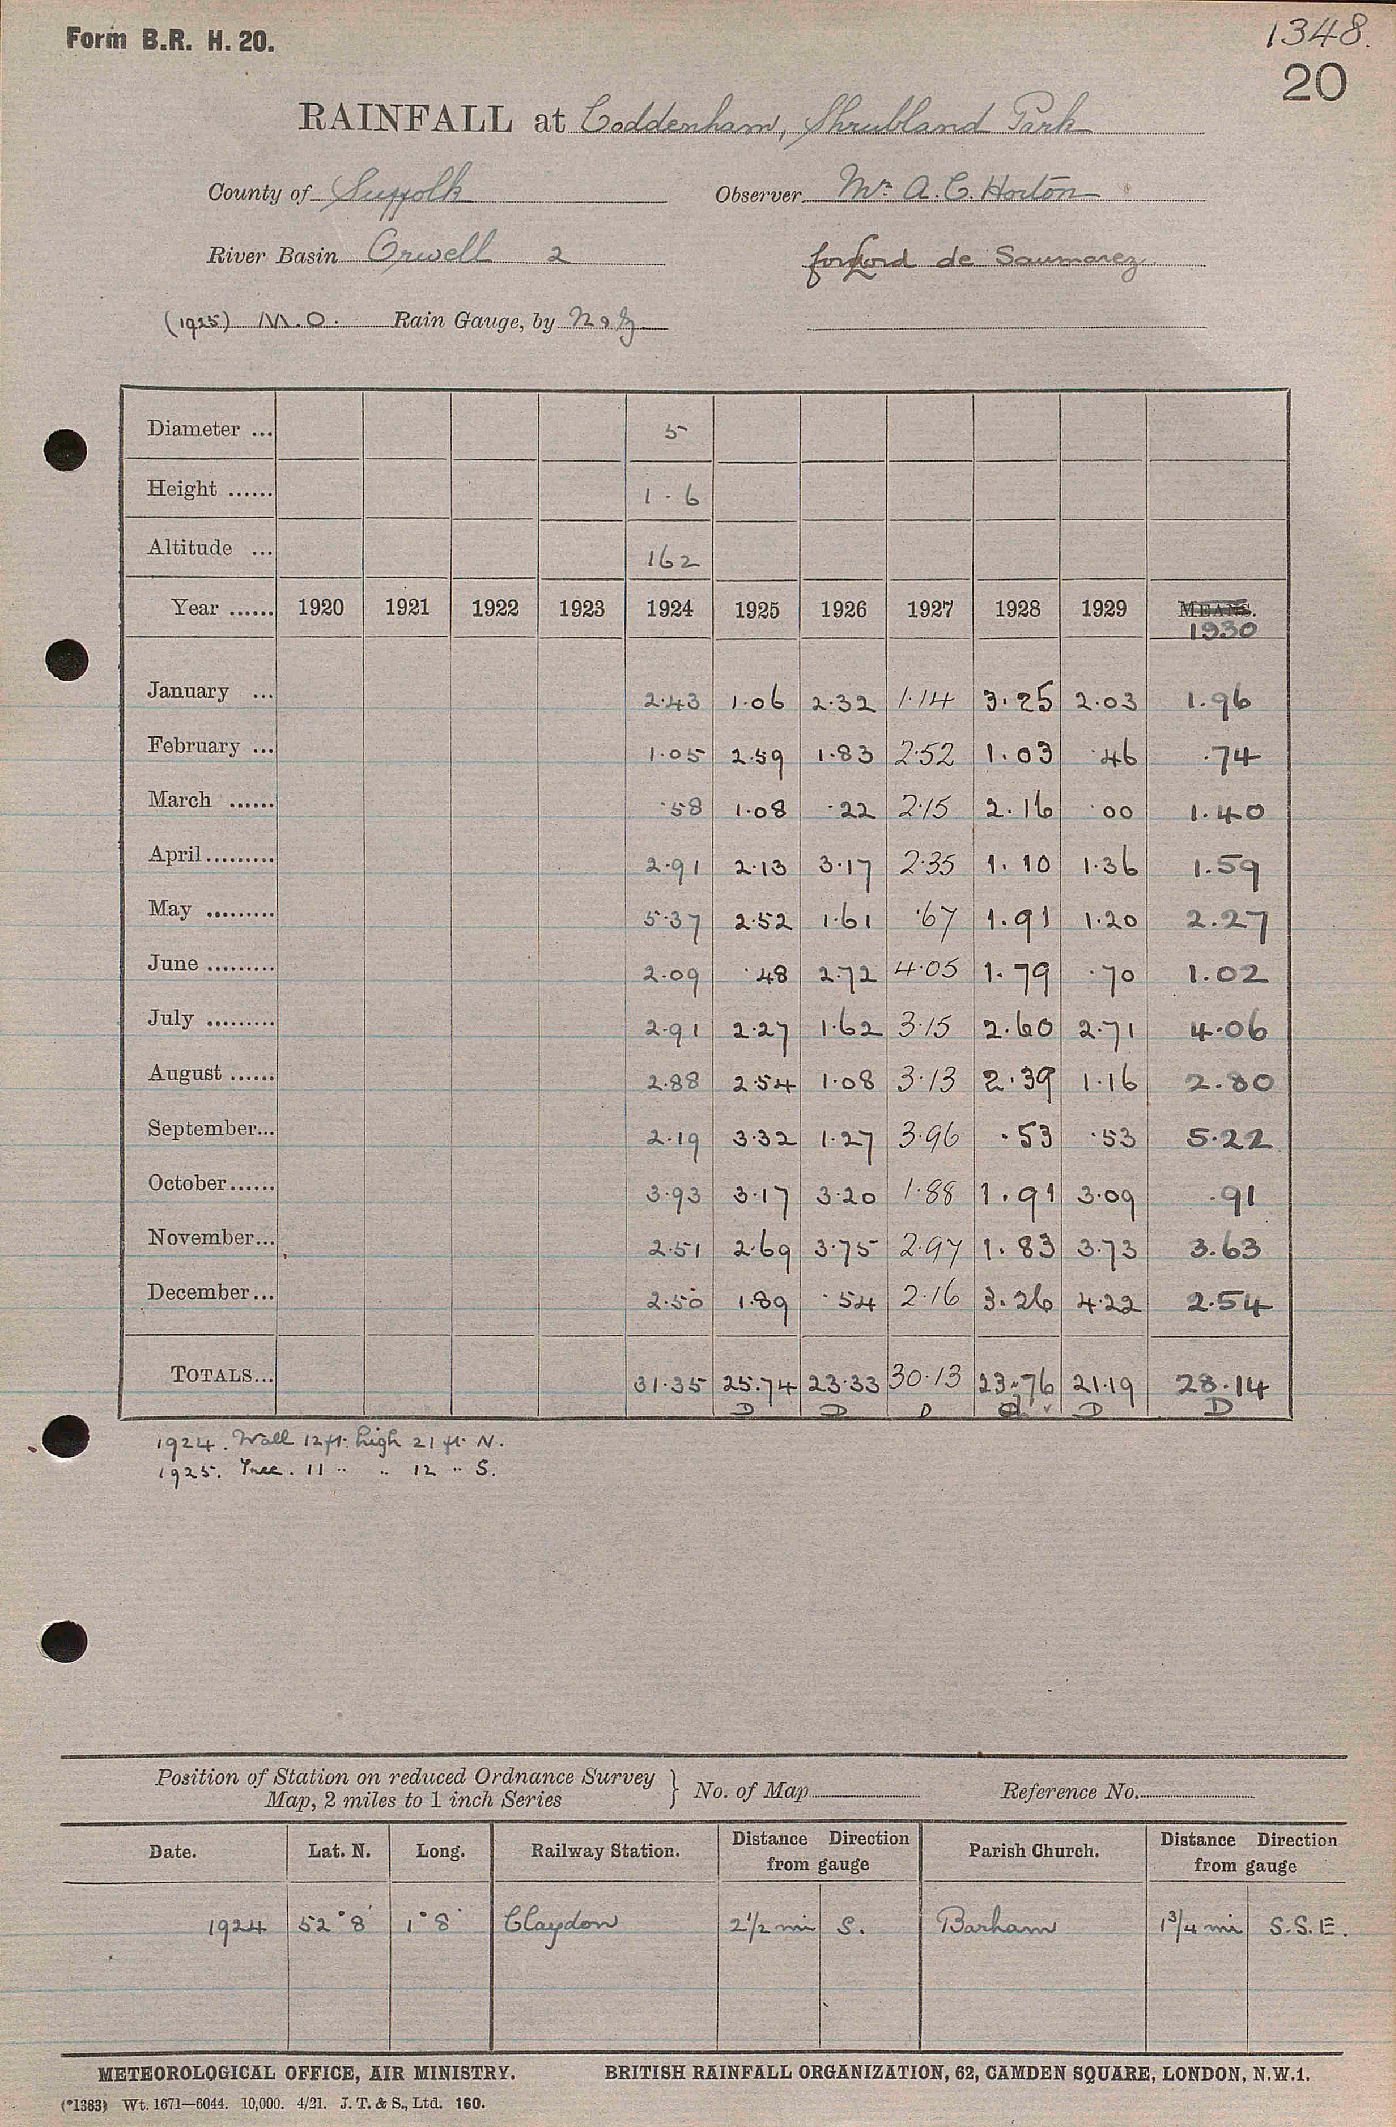 Form B.R. H. 20.
1348.
20
RAINFALL at Coddenham, Shrubland Park
County of Suffolk Observer Mr. A. C. Horton
River Basin Orwell 2 for Lord de Saumarez
(1925) M.O. Rain Gauge, by N & Z
Diameter ... 5
Height ...... 1 - 6
Altitude ... 162
Year ...... 1920 1921 1922 1923 1924 1925 1926 1927 1928 1929 MEANS.
1930
January ... 2.43 1.06 2.32 1.14 3.25 2.03 1.96
February ... 1.05 2.59 1.83 2.52 1.03 .46 .74
March ...... .58 1.08 .22 2.15 2.16 .00 1.40
April ......... 2.91 2.13 3.17 2.35 1.10 1.36 1.59
May ......... 5.37 2.52 1.61 .67 1.91 1.20 2.27
June ......... 2.09 .48 2.72 4.05 1.79 .70 1.02
July ......... 2.91 2.27 1.62 3.15 2.60 2.71 4.06
August ...... 2.88 2.54 1.08 3.13 2.39 1.16 2.80
September... 2.19 3.32 1.27 3.96 .53 .53 5.22
October...... 3.93 3.17 3.20 1.88 1.91 3.09 .91
November... 2.51 2.69 3.75 2.97 1.83 3.73 3.63
December... 2.50 1.89 .54 2.16 3.26 4.22 2.54
TOTALS... 31.35 25.74 23.33 30.13 23.76 21.19 28.14
D D D D D
1924. Wall 12 ft. high 21 ft. N.
1925. Tree. 11 " " 12 " S.
Position of Station on reduced Ordnance Survey } No. of Map Reference No.
Map, 2 miles to 1 inch Series
Date. Lat. N. Long. Railway Station. Distance Direction Parish Church. Distance Direction
from gauge from gauge
1924 52° 8' 1° 8' Claydon 2 1/2 mi S. Barham 1 3/4 mi S.S.E.
METEOROLOGICAL OFFICE, AIR MINISTRY. BRITISH RAINFALL ORGANIZATION, 62, CAMDEN SQUARE, LONDON, N.W.1.
(*1383) Wt. 1671—6044. 10,000. 4/21. J. T. & S., Ltd. 160.